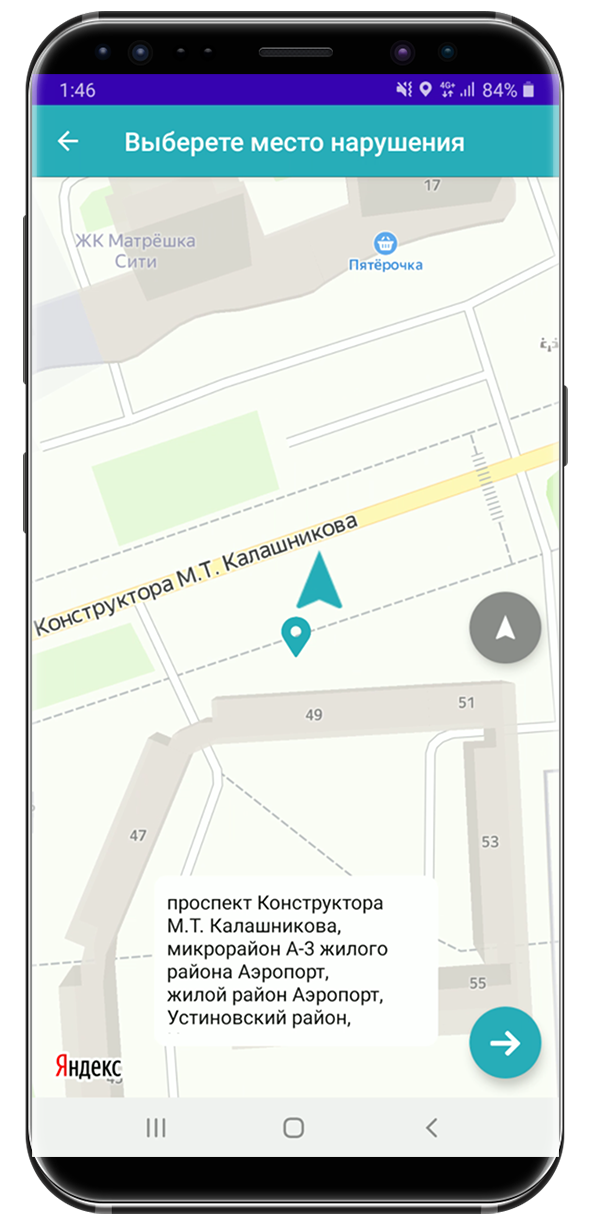 1:46
4G+
84%
Выберете место нарушения
17
ЖК Матрёшка
Сити
Пятёрочка
Конструктора М.Т. Калашникова
49
51
47
53
проспект Конструктора
М.Т. Калашникова,
микрорайон А-3 жилого
района Аэропорт,
жилой район Аэропорт,
Устиновский район,
55
Яндекс